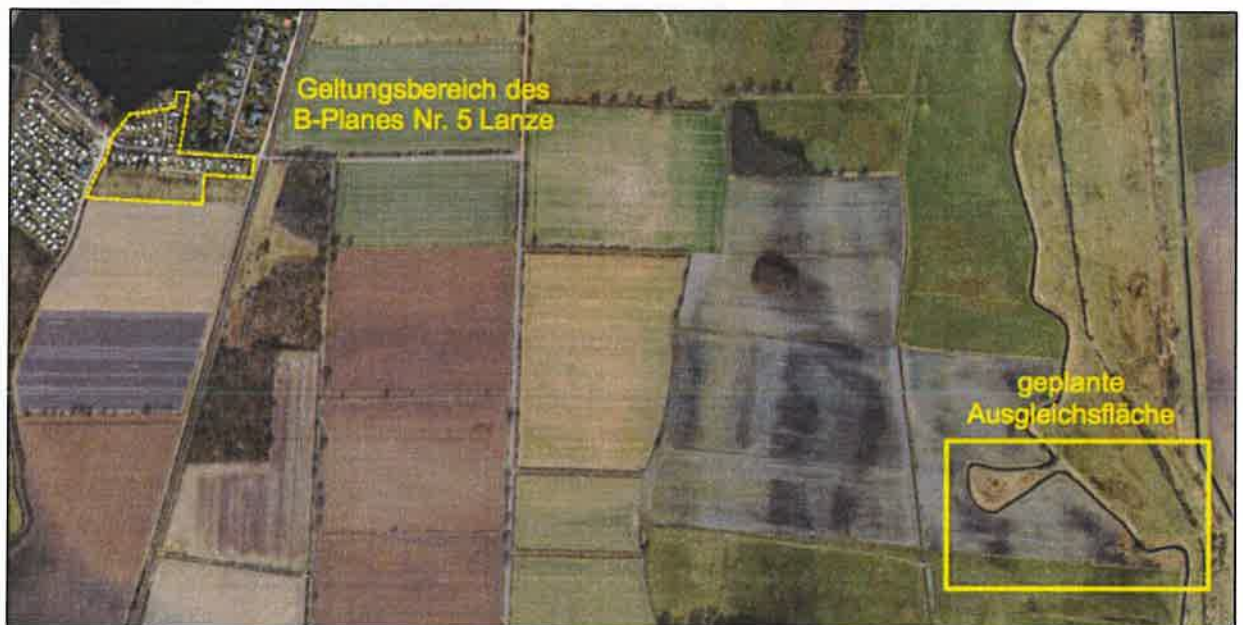 Geltungsbereich des
B-Planes Nr. 5 Lanze
geplante
Ausgleichsfläche